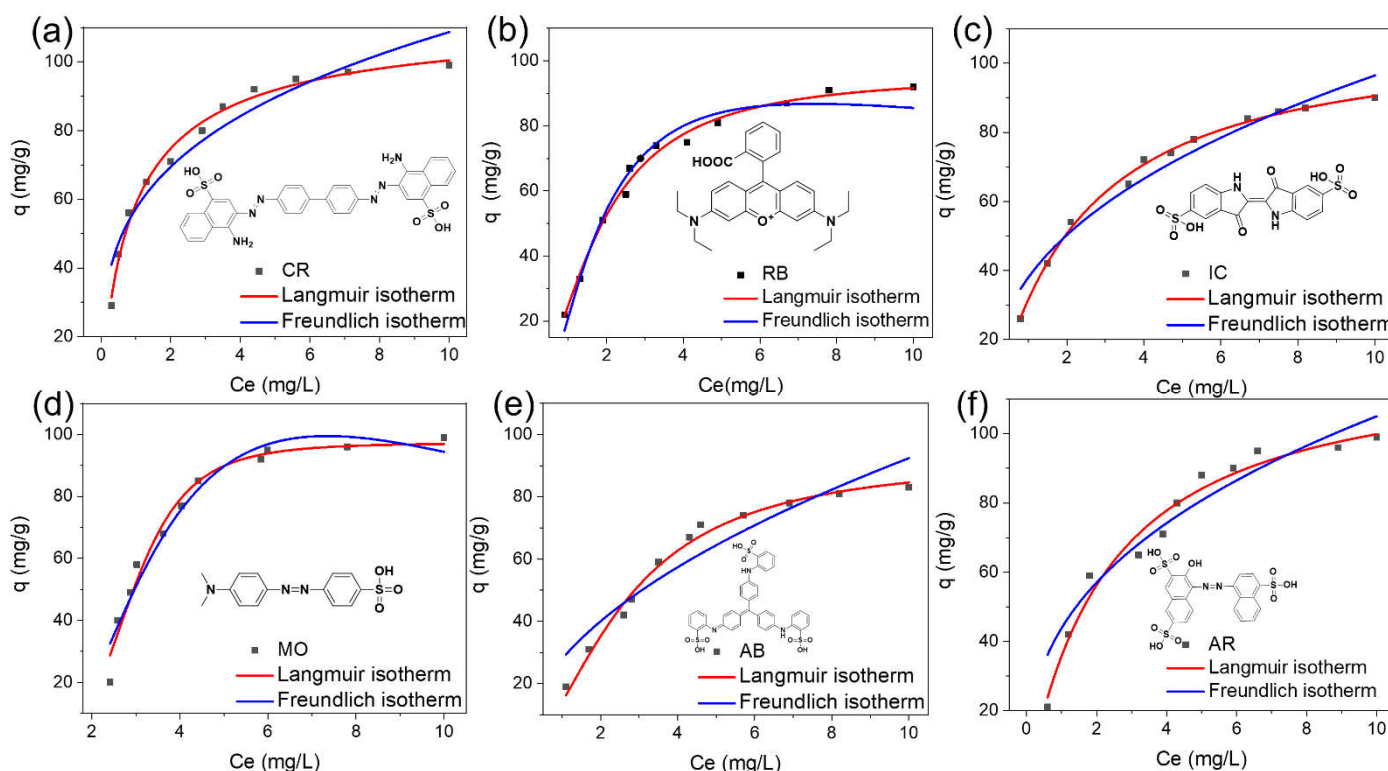 (a)
q (mg/g)
100
80
60
40
20
0
2
4
6
8
10
Ce (mg/L)
HO
O
S
O
NH₂
N
N
N
N
H₂N
O
S
O
OH
CR
Langmuir isotherm
Freundlich isotherm
(b)
q (mg/g)
100
80
60
40
20
2
4
6
8
10
Ce(mg/L)
HOOC
N
O⁺
N
RB
Langmuir isotherm
Freundlich isotherm
(c)
q (mg/g)
100
80
60
40
20
2
4
6
8
10
Ce (mg/L)
O
S
OH
O
H
N
O
O
N
H
HO
O
S
O
IC
Langmuir isotherm
Freundlich isotherm
(d)
q (mg/g)
100
80
60
40
20
2
4
6
8
10
Ce (mg/L)
N
N=N
OH
S=O
O
MO
Langmuir isotherm
Freundlich isotherm
(e)
q (mg/g)
100
80
60
40
20
2
4
6
8
10
Ce (mg/L)
HO
O
S
O
HN
N
O
S
O
OH
N
H
O
S
O
OH
AB
Langmuir isotherm
Freundlich isotherm
(f)
q (mg/g)
100
80
60
40
20
0
2
4
6
8
10
Ce (mg/L)
HO
O
S
O
OH
N=N
O
S
OH
O
O
S
O
HO
AR
Langmuir isotherm
Freundlich isotherm